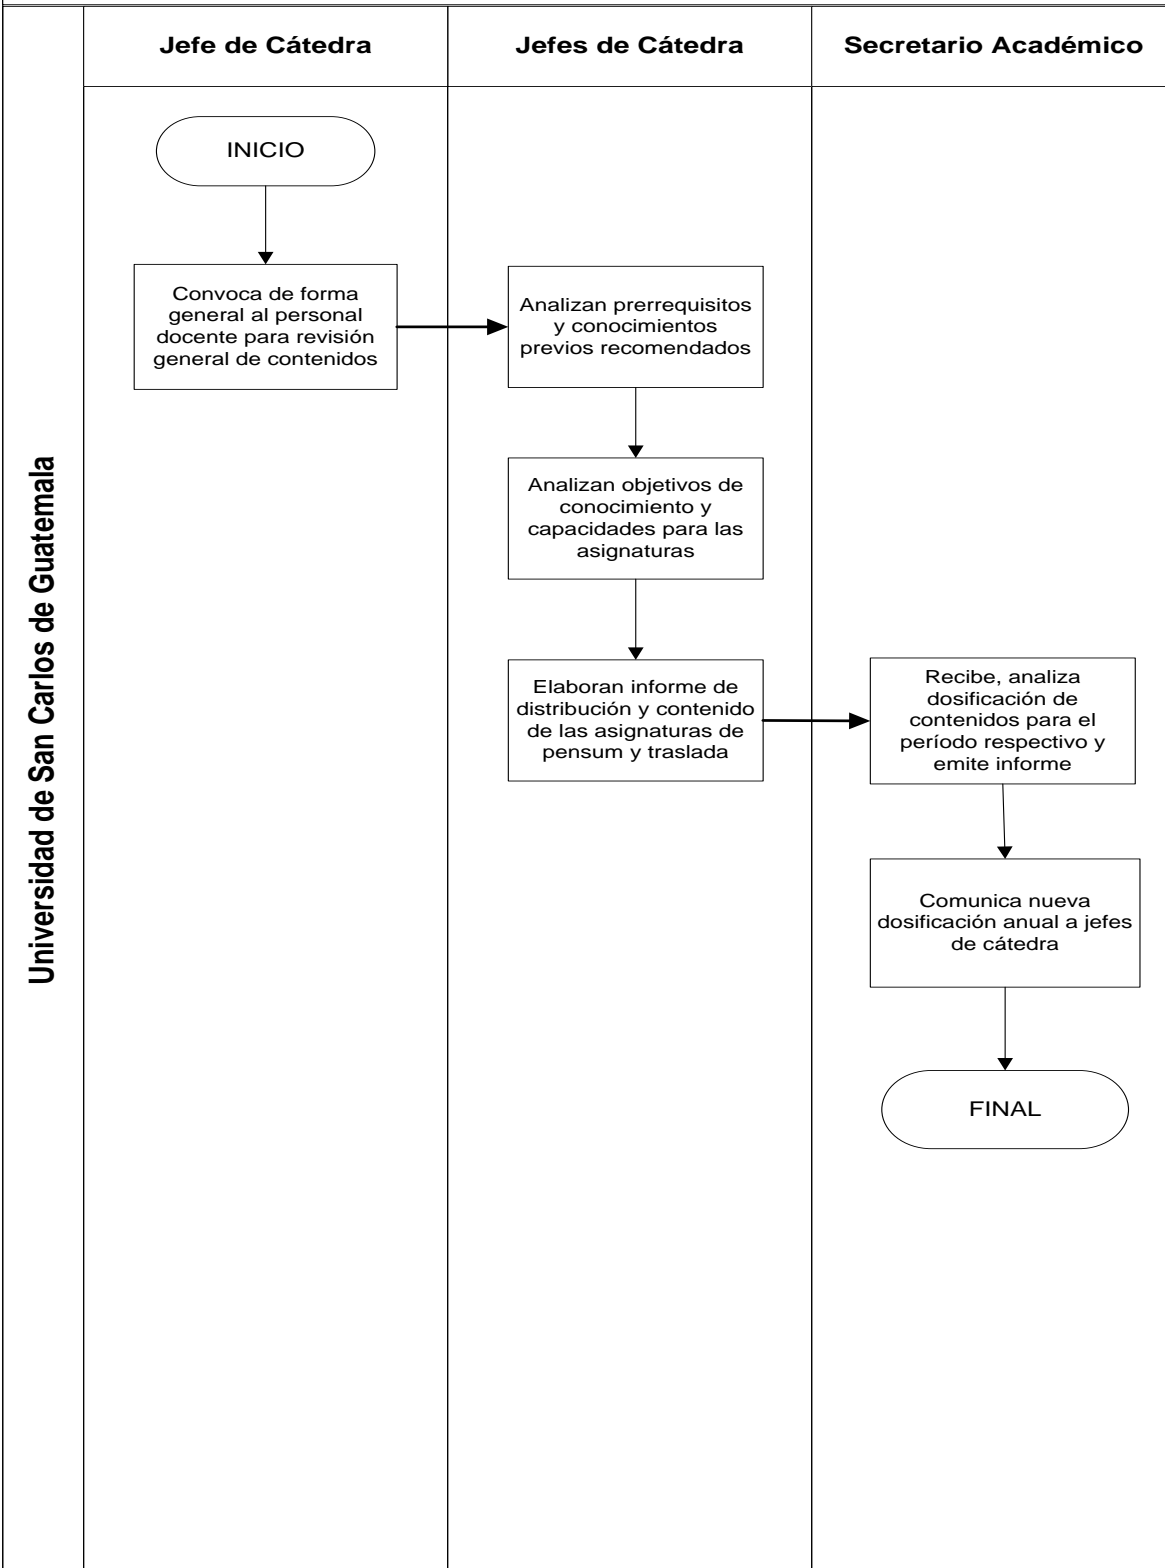 Universidad de San Carlos de Guatemala
Jefe de Cátedra
Jefes de Cátedra
Secretario Académico
INICIO
Convoca de forma
general al personal
docente para revisión
general de contenidos
Analizan prerrequisitos
y conocimientos
previos recomendados
Analizan objetivos de
conocimiento y
capacidades para las
asignaturas
Elaboran informe de
distribución y contenido
de las asignaturas de
pensum y traslada
Recibe, analiza
dosificación de
contenidos para el
período respectivo y
emite informe
Comunica nueva
dosificación anual a jefes
de cátedra
FINAL